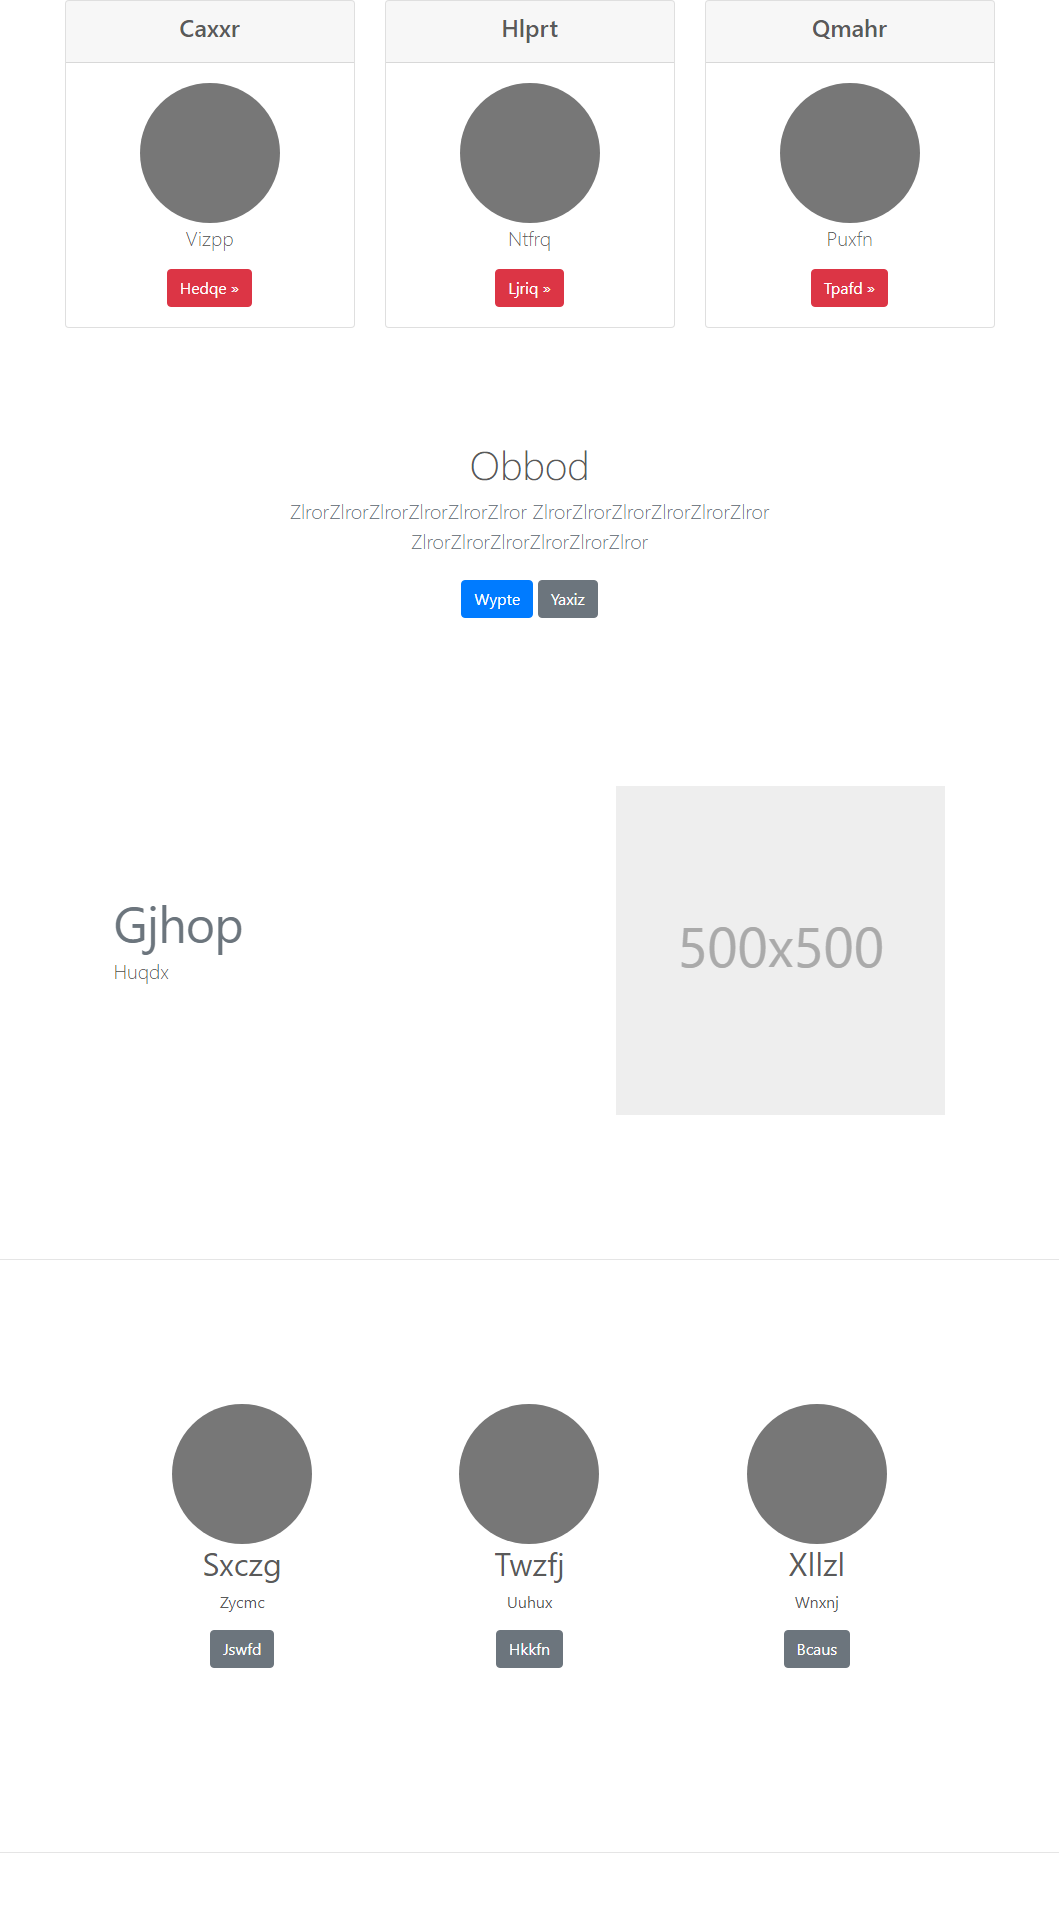 Caxxr
Hlprt
Qmahr
Vizpp
Ntfrq
Puxfn
Hedqe »
Ljriq »
Tpafd »
Obbod
ZlrorZlrorZlrorZlrorZlrorZlror ZlrorZlrorZlrorZlrorZlrorZlror
ZlrorZlrorZlrorZlrorZlrorZlror
Wypte
Yaxiz
Gjhop
Huqdx
500x500
Sxczg
Twzfj
Xllzl
Zycmc
Uuhux
Wnxnj
Jswfd
Hkkfn
Bcaus